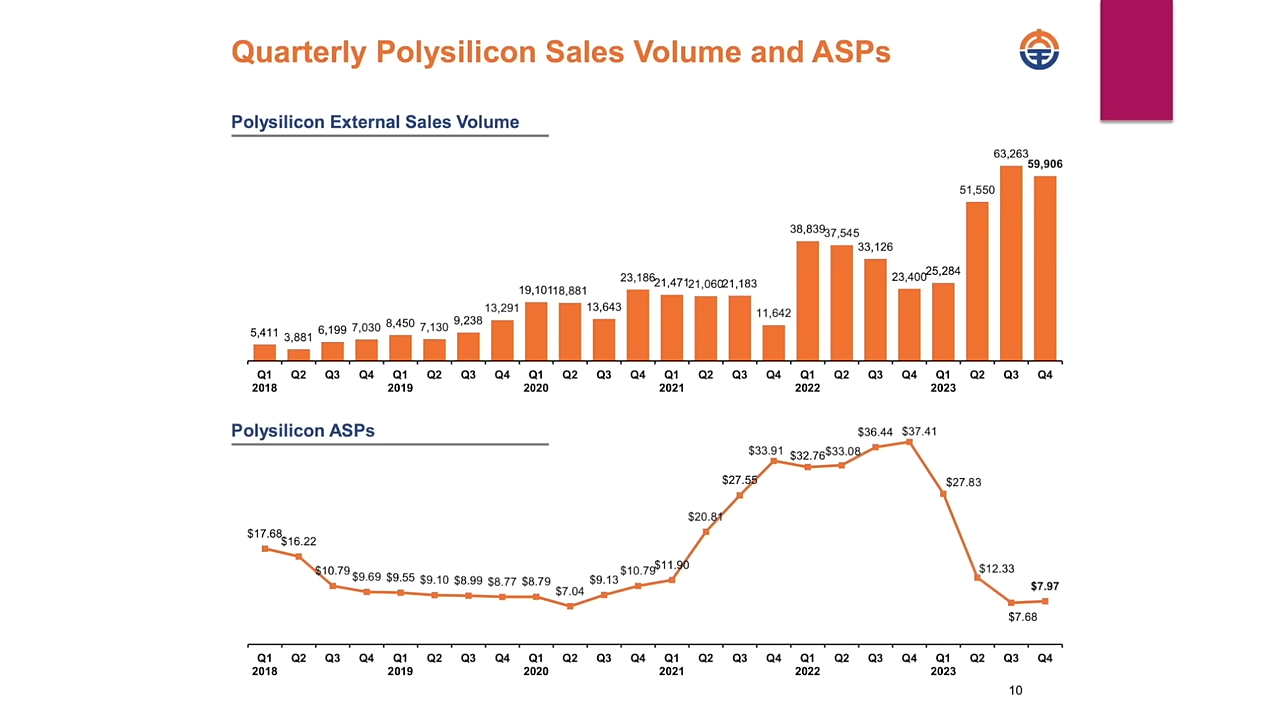 Quarterly Polysilicon Sales Volume and ASPs
Polysilicon External Sales Volume
5,411 3,881 6,199 7,030 8,450 7,130 9,238 13,291 19,101 18,881 13,643 23,186 21,471 21,060 21,183 11,642 38,839 37,545 33,126 23,400 25,284 51,550 63,263 59,906
Q1 Q2 Q3 Q4 Q1 Q2 Q3 Q4 Q1 Q2 Q3 Q4 Q1 Q2 Q3 Q4 Q1 Q2 Q3 Q4 Q1 Q2 Q3 Q4
2018 2019 2020 2021 2022 2023
Polysilicon ASPs
$17.68 $16.22 $10.79 $9.69 $9.55 $9.10 $8.99 $8.77 $8.79 $7.04 $9.13 $10.79 $11.90 $20.81 $27.55 $33.91 $32.76 $33.08 $36.44 $37.41 $27.83 $12.33 $7.68 $7.97
Q1 Q2 Q3 Q4 Q1 Q2 Q3 Q4 Q1 Q2 Q3 Q4 Q1 Q2 Q3 Q4 Q1 Q2 Q3 Q4 Q1 Q2 Q3 Q4
2018 2019 2020 2021 2022 2023
10